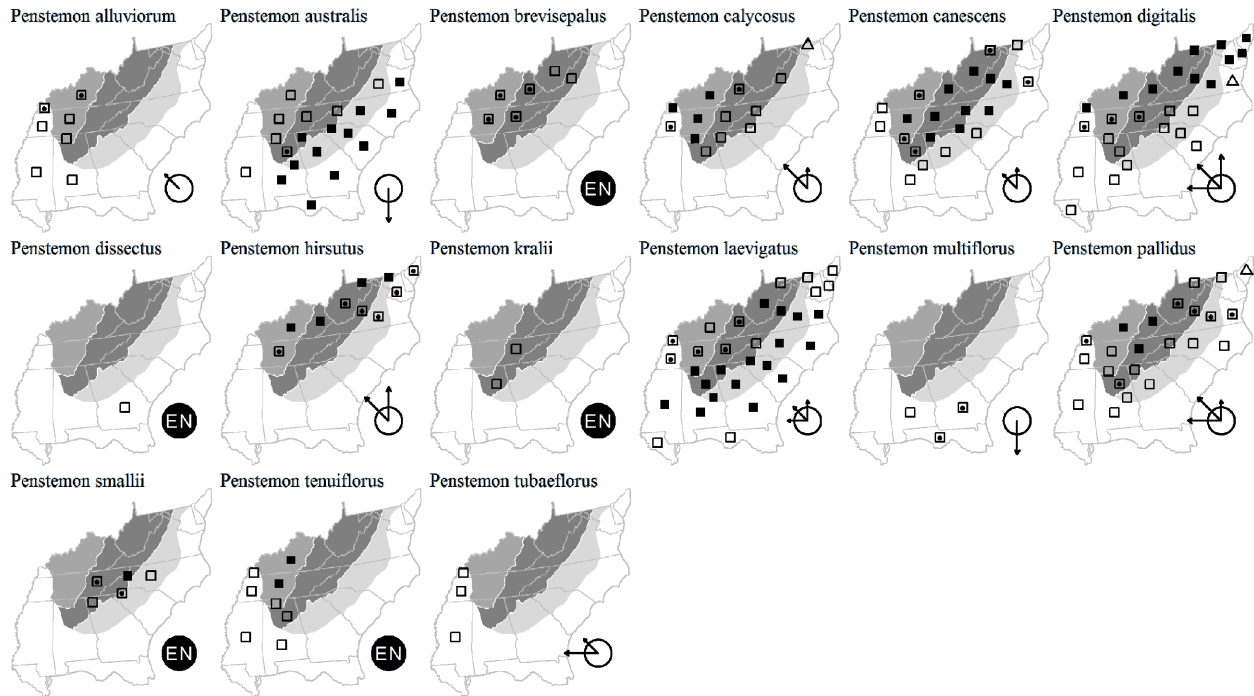 Penstemon alluviorum
Penstemon australis
Penstemon brevisepalus
Penstemon calycosus
Penstemon canescens
Penstemon digitalis
EN
Penstemon dissectus
Penstemon hirsutus
Penstemon kralii
Penstemon laevigatus
Penstemon multiflorus
Penstemon pallidus
EN
EN
Penstemon smallii
Penstemon tenuiflorus
Penstemon tubaeflorus
EN
EN